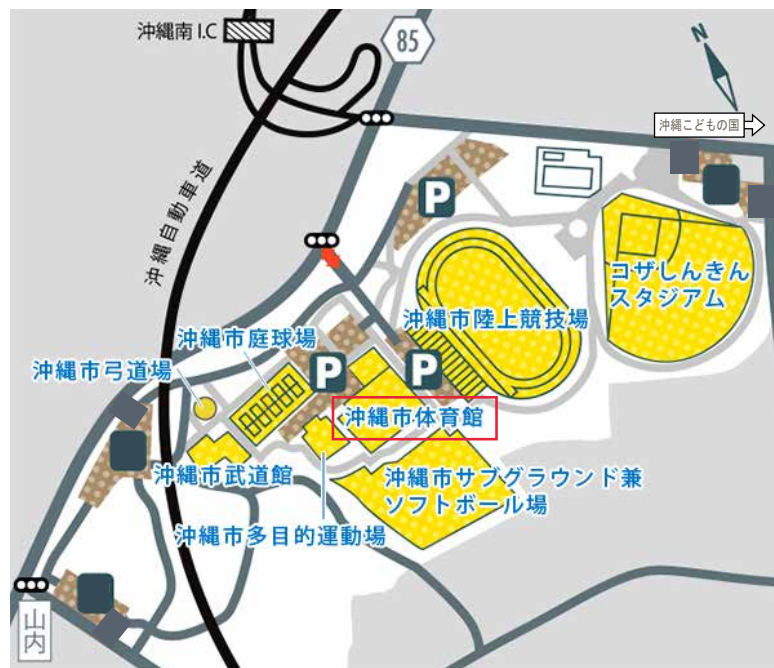 沖縄南 I.C
85
N
沖縄こどもの国
沖縄自動車道
P
コザしんきん
スタジアム
沖縄市陸上競技場
沖縄市庭球場
沖縄市弓道場
P
P
沖縄市体育館
沖縄市武道館
沖縄市サブグラウンド兼
ソフトボール場
沖縄市多目的運動場
山内